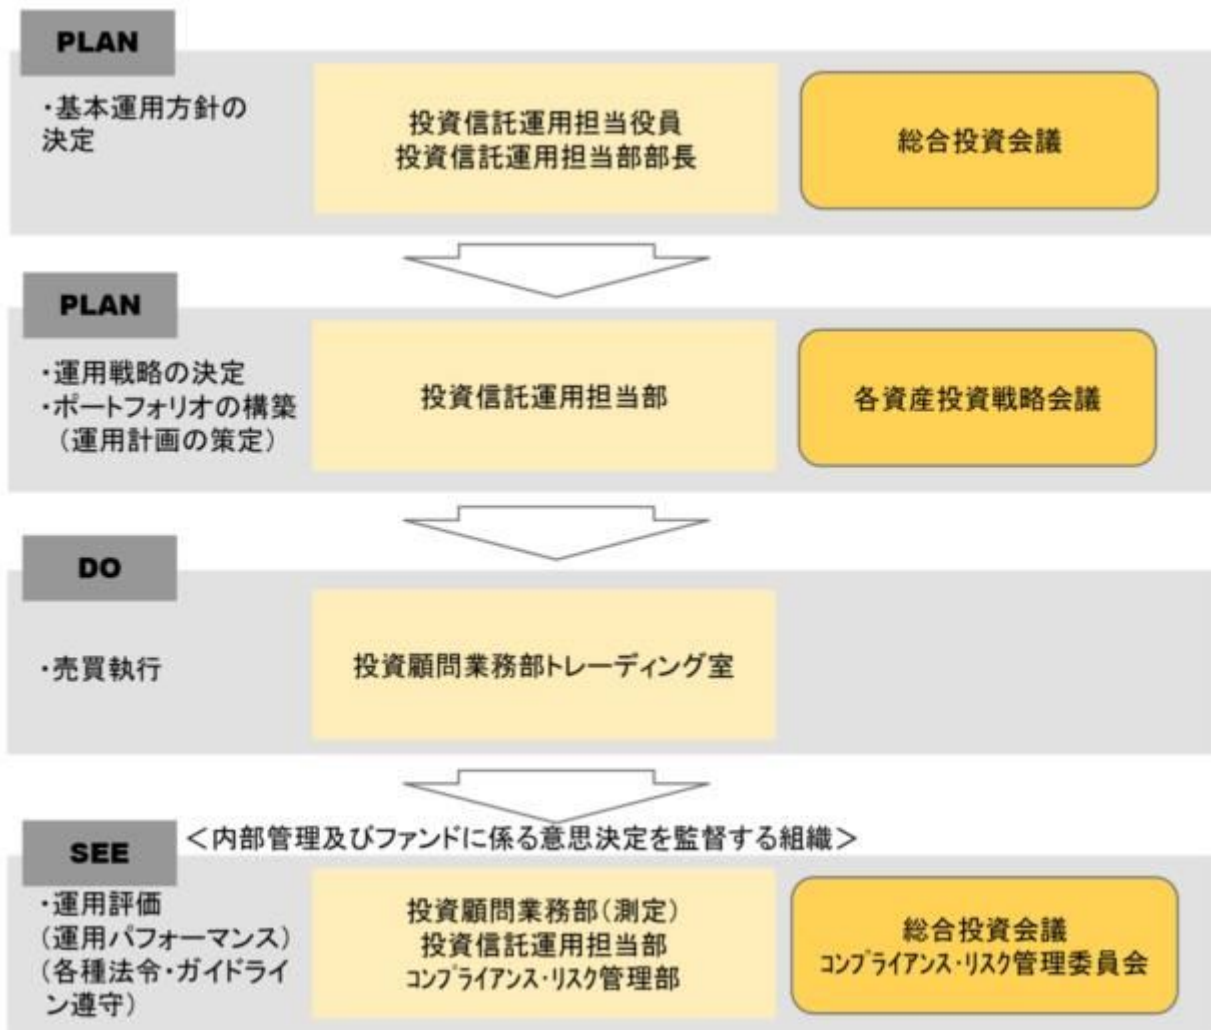 PLAN
・基本運用方針の
決定
投資信託運用担当役員
投資信託運用担当部部長
総合投資会議
PLAN
・運用戦略の決定
・ポートフォリオの構築
（運用計画の策定）
投資信託運用担当部
各資産投資戦略会議
DO
・売買執行
投資顧問業務部トレーディング室
SEE
＜内部管理及びファンドに係る意思決定を監督する組織＞
・運用評価
(運用パフォーマンス)
(各種法令・ガイドライ
ン遵守)
投資顧問業務部(測定)
投資信託運用担当部
ｺﾝﾌﾟライアンス・ﾘｽｸ管理部
総合投資会議
ｺﾝﾌﾟライアンス・ﾘｽｸ管理委員会